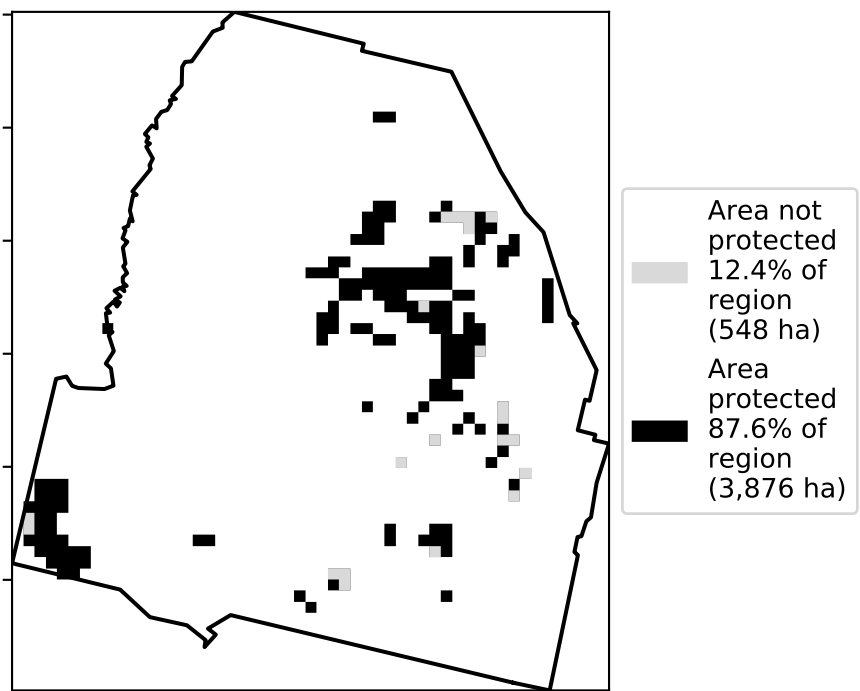 Area not
protected
12.4% of
region
(548 ha)
Area
protected
87.6% of
region
(3,876 ha)